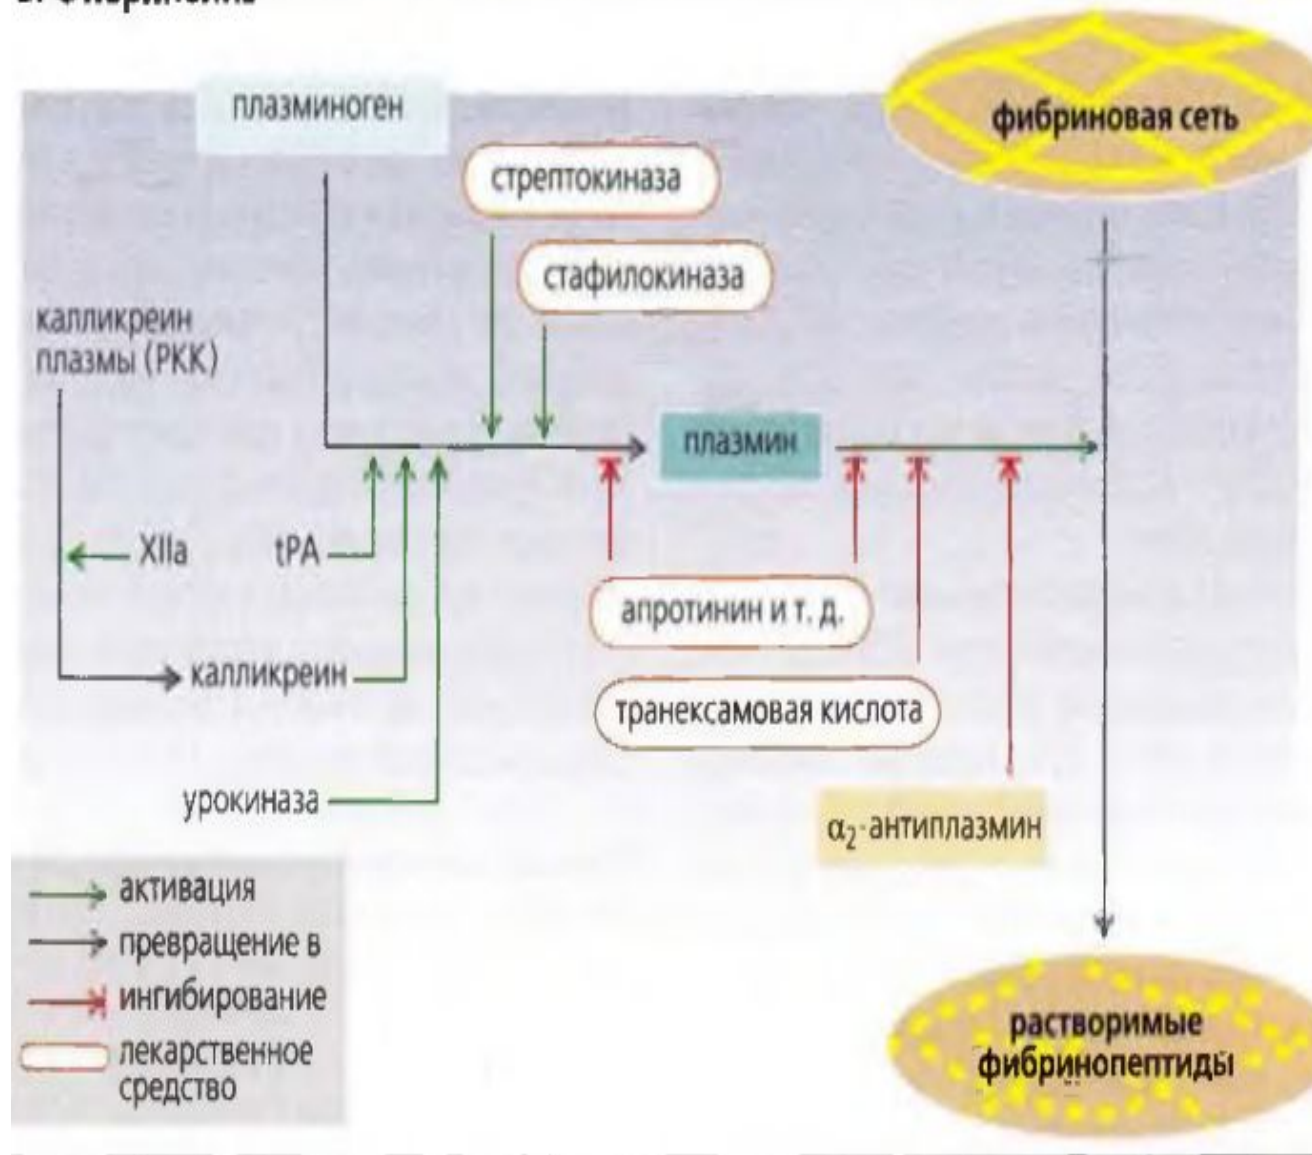 плазминоген
фибриновая сеть
стрептокиназа
стафилокиназа
калликреин
плазмы (РКК)
плазмин
XIIa
tPA
апротинин и т. д.
калликреин
транексамовая кислота
урокиназа
α₂-антиплазмин
активация
превращение в
ингибирование
лекарственное
средство
растворимые
фибринопептиды